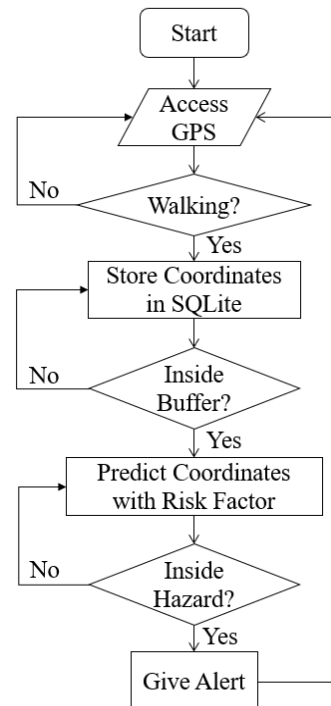 Start
Access
GPS
No
Walking?
Yes
Store Coordinates
in SQLite
No
Inside
Buffer?
Yes
Predict Coordinates
with Risk Factor
No
Inside
Hazard?
Yes
Give Alert